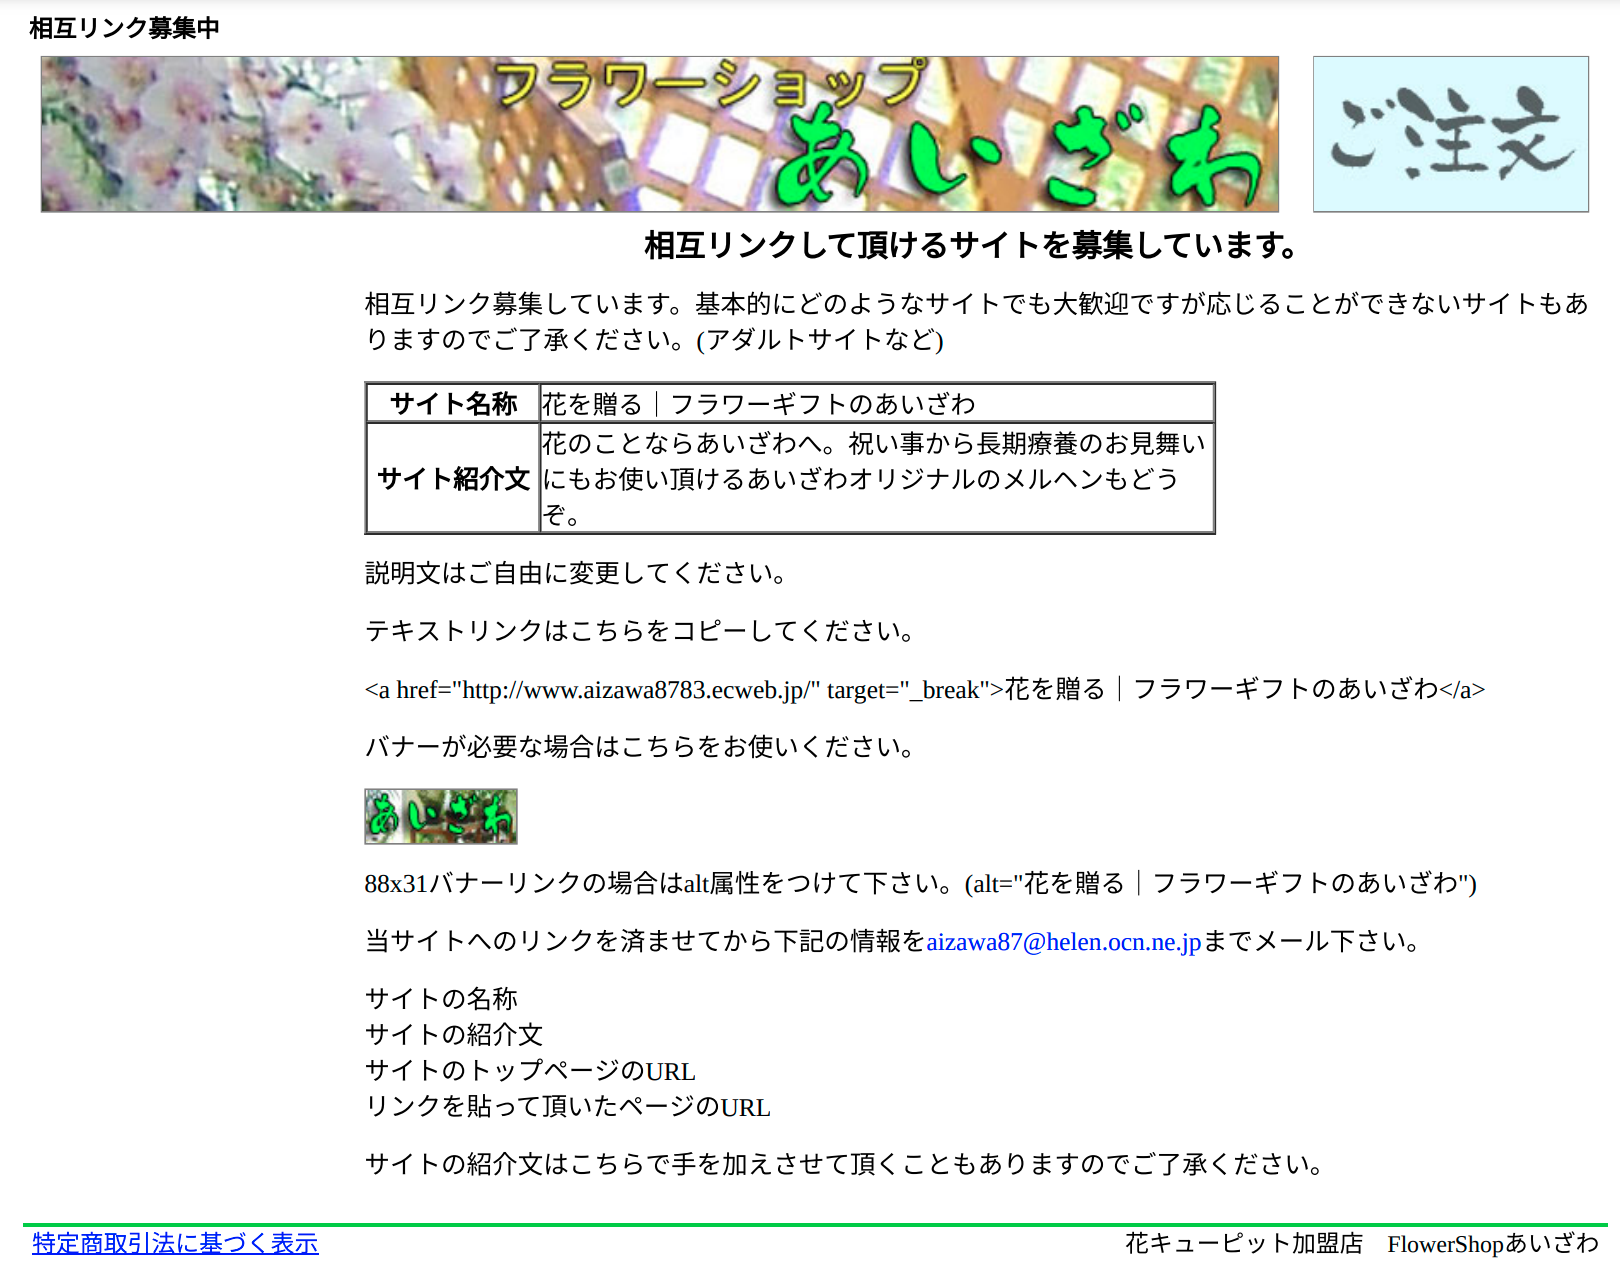 相互リンク募集中
フラワーショップ
あいざわ
ご注文
相互リンクして頂けるサイトを募集しています。
相互リンク募集しています。基本的にどのようなサイトでも大歓迎ですが応じることができないサイトもあ
りますのでご了承ください。(アダルトサイトなど)
サイト名称 花を贈る｜フラワーギフトのあいざわ
サイト紹介文 花のことならあいざわへ。祝い事から長期療養のお見舞い
にもお使い頂けるあいざわオリジナルのメルヘンもどう
ぞ。
説明文はご自由に変更してください。
テキストリンクはこちらをコピーしてください。
<a href="http://www.aizawa8783.ecweb.jp/" target="_break">花を贈る｜フラワーギフトのあいざわ</a>
バナーが必要な場合はこちらをお使いください。
あいざわ
88x31バナーリンクの場合はalt属性をつけて下さい。(alt="花を贈る｜フラワーギフトのあいざわ")
当サイトへのリンクを済ませてから下記の情報をaizawa87@helen.ocn.ne.jpまでメール下さい。
サイトの名称
サイトの紹介文
サイトのトップページのURL
リンクを貼って頂いたページのURL
サイトの紹介文はこちらで手を加えさせて頂くこともありますのでご了承ください。
特定商取引法に基づく表示
花キューピット加盟店　FlowerShopあいざわ